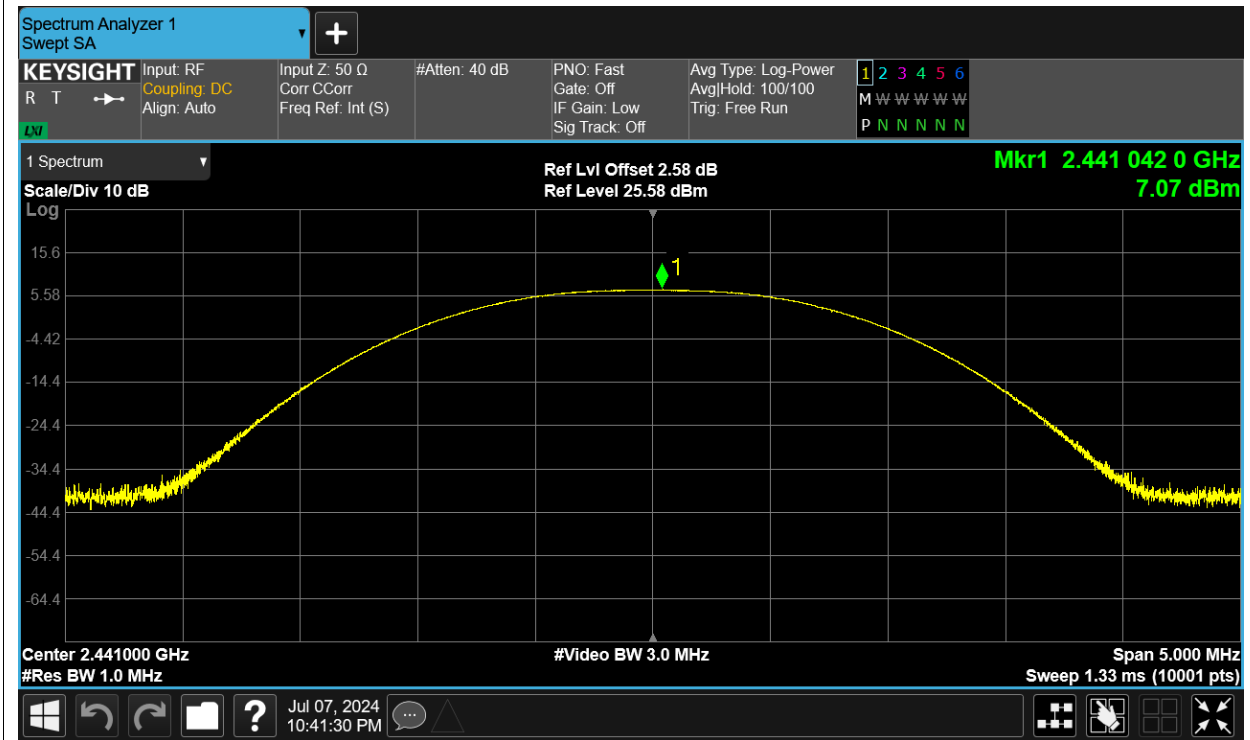 Spectrum Analyzer 1
Swept SA
+
KEYSIGHT
R T
LXI
Input: RF
Coupling: DC
Align: Auto
Input Z: 50 Ω
Corr CCorr
Freq Ref: Int (S)
#Atten: 40 dB
PNO: Fast
Gate: Off
IF Gain: Low
Sig Track: Off
Avg Type: Log-Power
Avg|Hold: 100/100
Trig: Free Run
1 2 3 4 5 6
M W W W W W
P N N N N N
1 Spectrum
Scale/Div 10 dB
Log
Ref Lvl Offset 2.58 dB
Ref Level 25.58 dBm
Mkr1 2.441 042 0 GHz
7.07 dBm
1
15.6
5.58
-4.42
-14.4
-24.4
-34.4
-44.4
-54.4
-64.4
Center 2.441000 GHz
#Res BW 1.0 MHz
#Video BW 3.0 MHz
Span 5.000 MHz
Sweep 1.33 ms (10001 pts)
?
Jul 07, 2024
10:41:30 PM